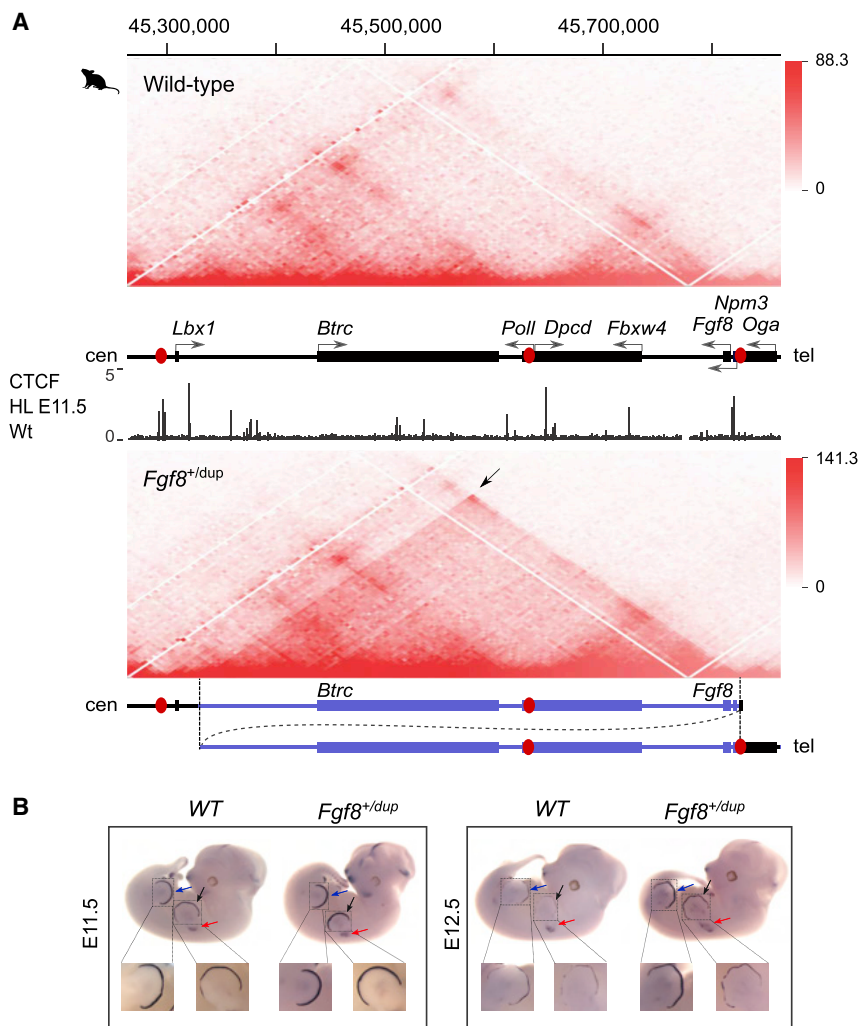 A
45,300,000 45,500,000 45,700,000
Wild-type
88.3
0
Npm3
Lbx1 Btrc Poll Dpcd Fbxw4 Fgf8 Oga
cen tel
CTCF 5
HL E11.5
Wt 0
Fgf8+/dup
141.3
0
Btrc Fgf8
cen
tel
B
WT Fgf8+/dup WT Fgf8+/dup
E11.5
E12.5